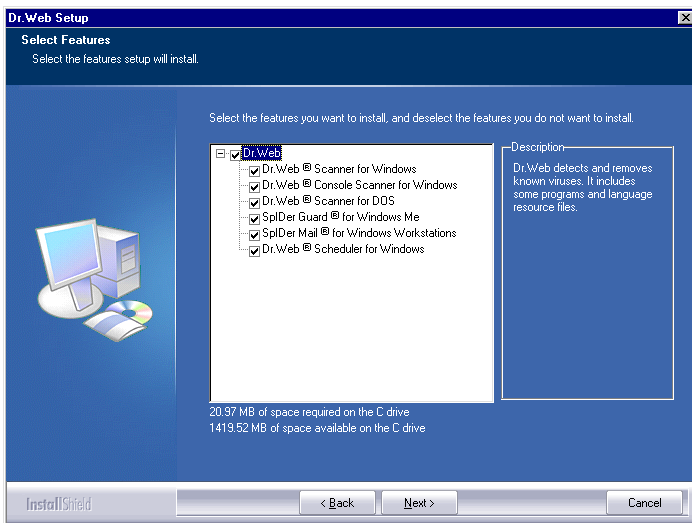 Dr.Web Setup
Select Features
Select the features setup will install.
Select the features you want to install, and deselect the features you do not want to install.
Dr.Web
Dr.Web ® Scanner for Windows
Dr.Web ® Console Scanner for Windows
Dr.Web ® Scanner for DOS
SpIDer Guard ® for Windows Me
SpIDer Mail ® for Windows Workstations
Dr.Web ® Scheduler for Windows
Description
Dr.Web detects and removes
known viruses. It includes
some programs and language
resource files.
20.97 MB of space required on the C drive
1419.52 MB of space available on the C drive
InstallShield
< Back
Next >
Cancel